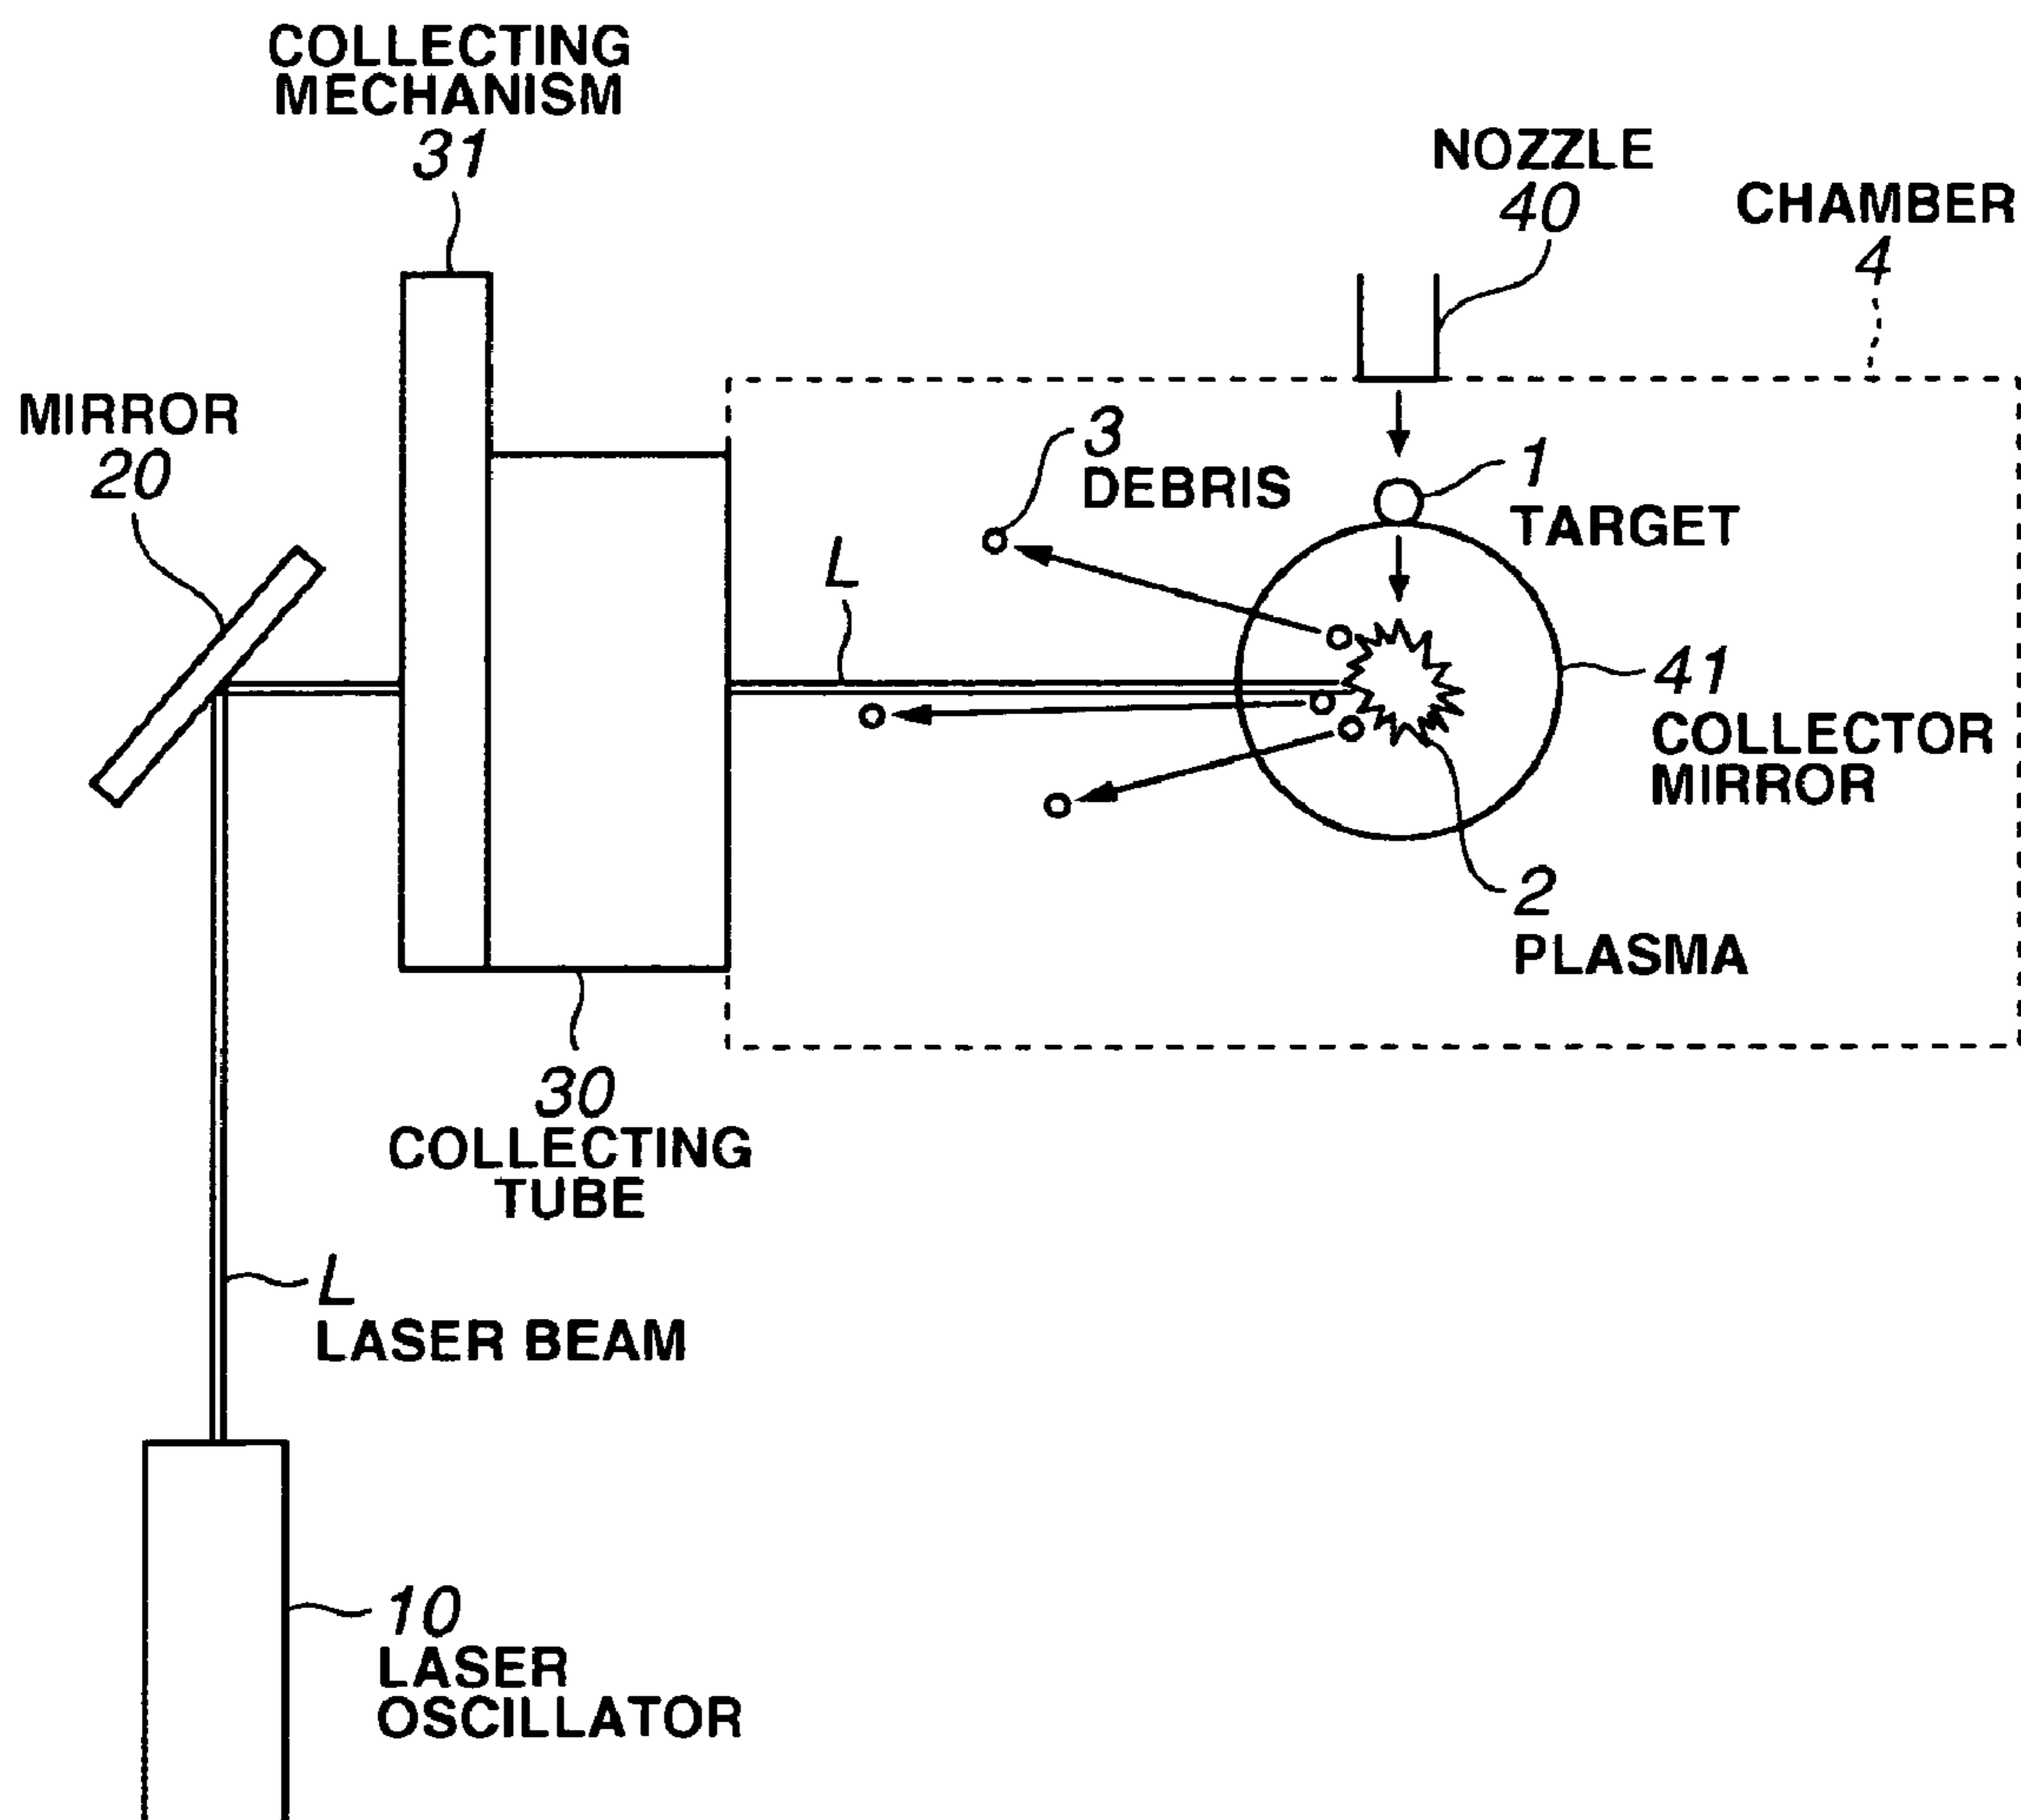 COLLECTING
MECHANISM
31
NOZZLE
40
CHAMBER
4
MIRROR
20
3
DEBRIS
1
TARGET
L
41
COLLECTOR
MIRROR
2
PLASMA
30
COLLECTING
TUBE
L
LASER BEAM
10
LASER
OSCILLATOR